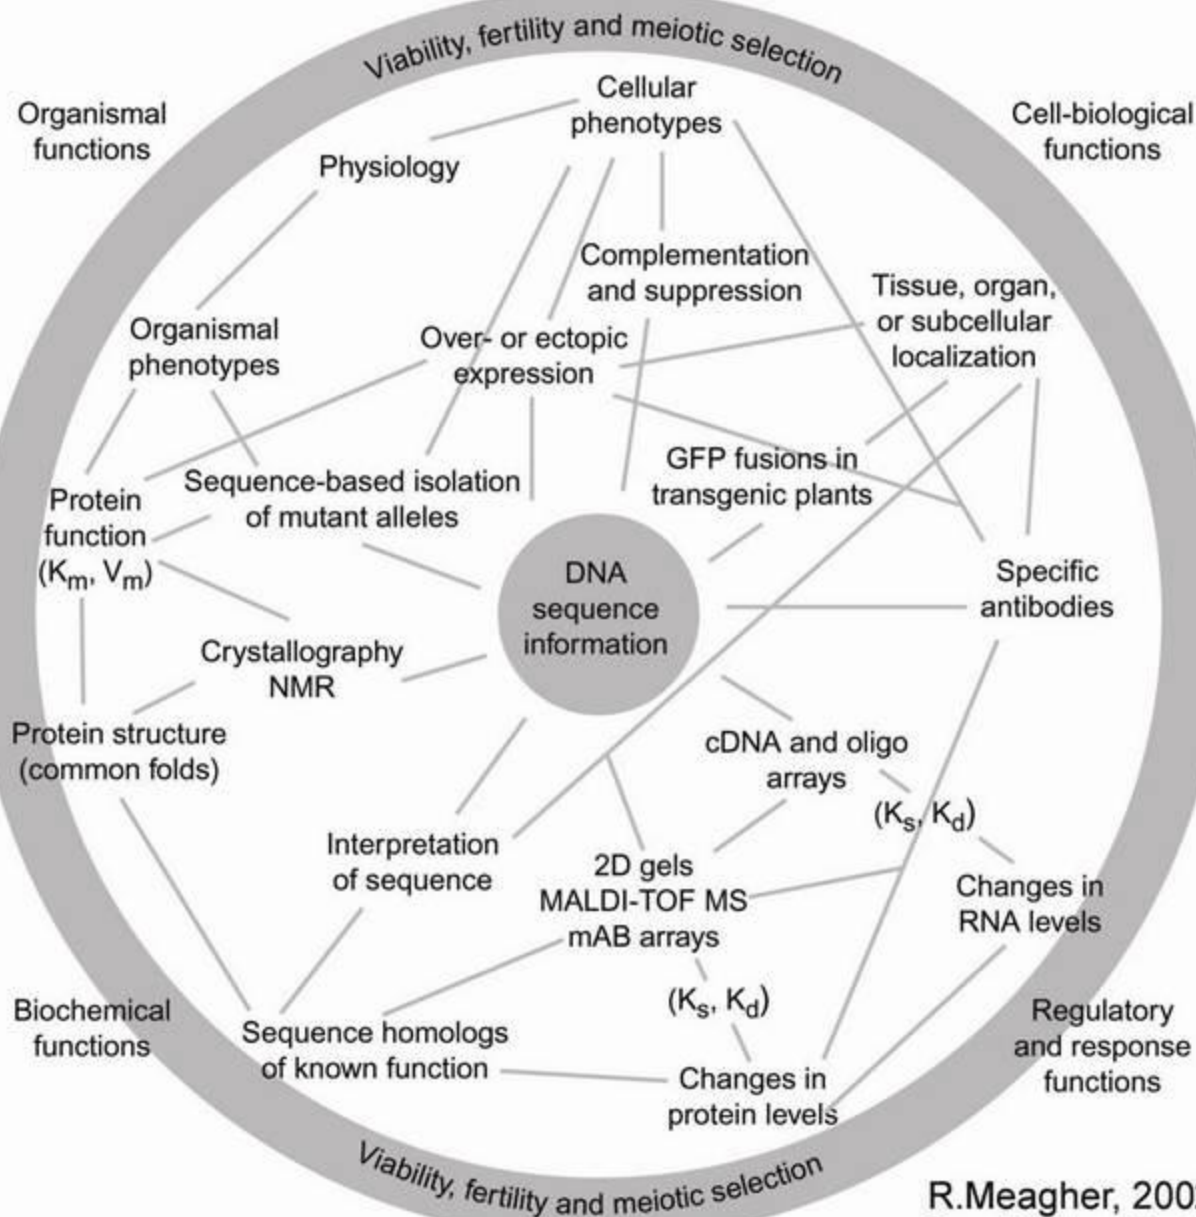 Viability, fertility and meiotic selection
Organismal
functions
Cell-biological
functions
Cellular
phenotypes
Physiology
Complementation
and suppression
Tissue, organ,
or subcellular
localization
Organismal
phenotypes
Over- or ectopic
expression
GFP fusions in
transgenic plants
Sequence-based isolation
of mutant alleles
Protein
function
(Km, Vm)
DNA
sequence
information
Specific
antibodies
Crystallography
NMR
Protein structure
(common folds)
cDNA and oligo
arrays
(Ks, Kd)
Interpretation
of sequence
2D gels
MALDI-TOF MS
mAB arrays
Changes in
RNA levels
(Ks, Kd)
Biochemical
functions
Sequence homologs
of known function
Changes in
protein levels
Regulatory
and response
functions
Viability, fertility and meiotic selection
R.Meagher, 200